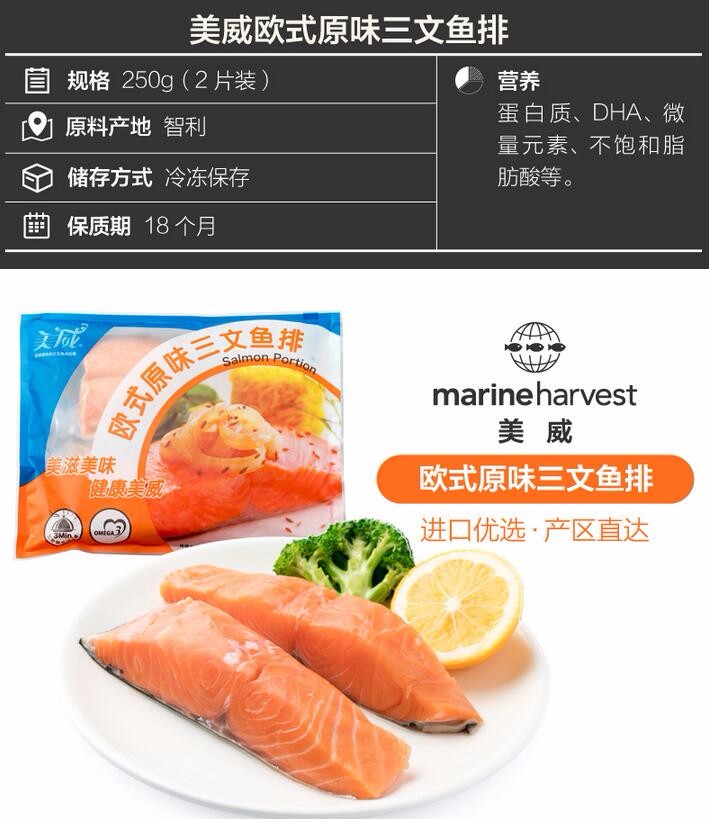 美威欧式原味三文鱼排
规格 250g（2片装）
原料产地 智利
储存方式 冷冻保存
保质期 18个月
营养
蛋白质、DHA、微
量元素、不饱和脂
肪酸等。
美威
欧式原味三文鱼排
Salmon Portion
美滋美味
健康美威
3Min
OMEGA 3
marineharvest
美威
欧式原味三文鱼排
进口优选·产区直达